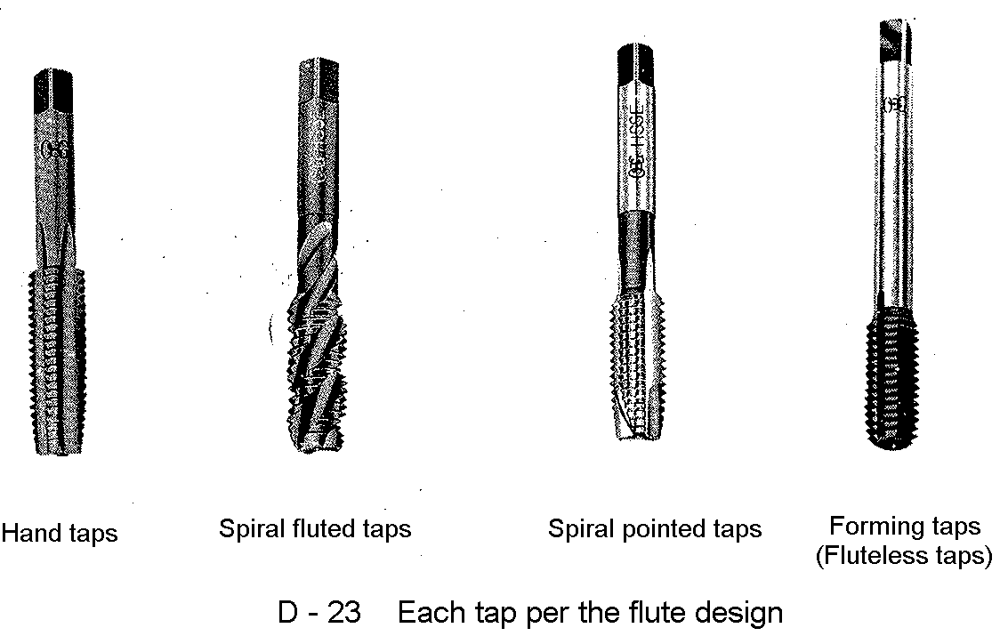 HSSE
Hand taps
Spiral fluted taps
Spiral pointed taps
Forming taps
(Fluteless taps)
D - 23 Each tap per the flute design